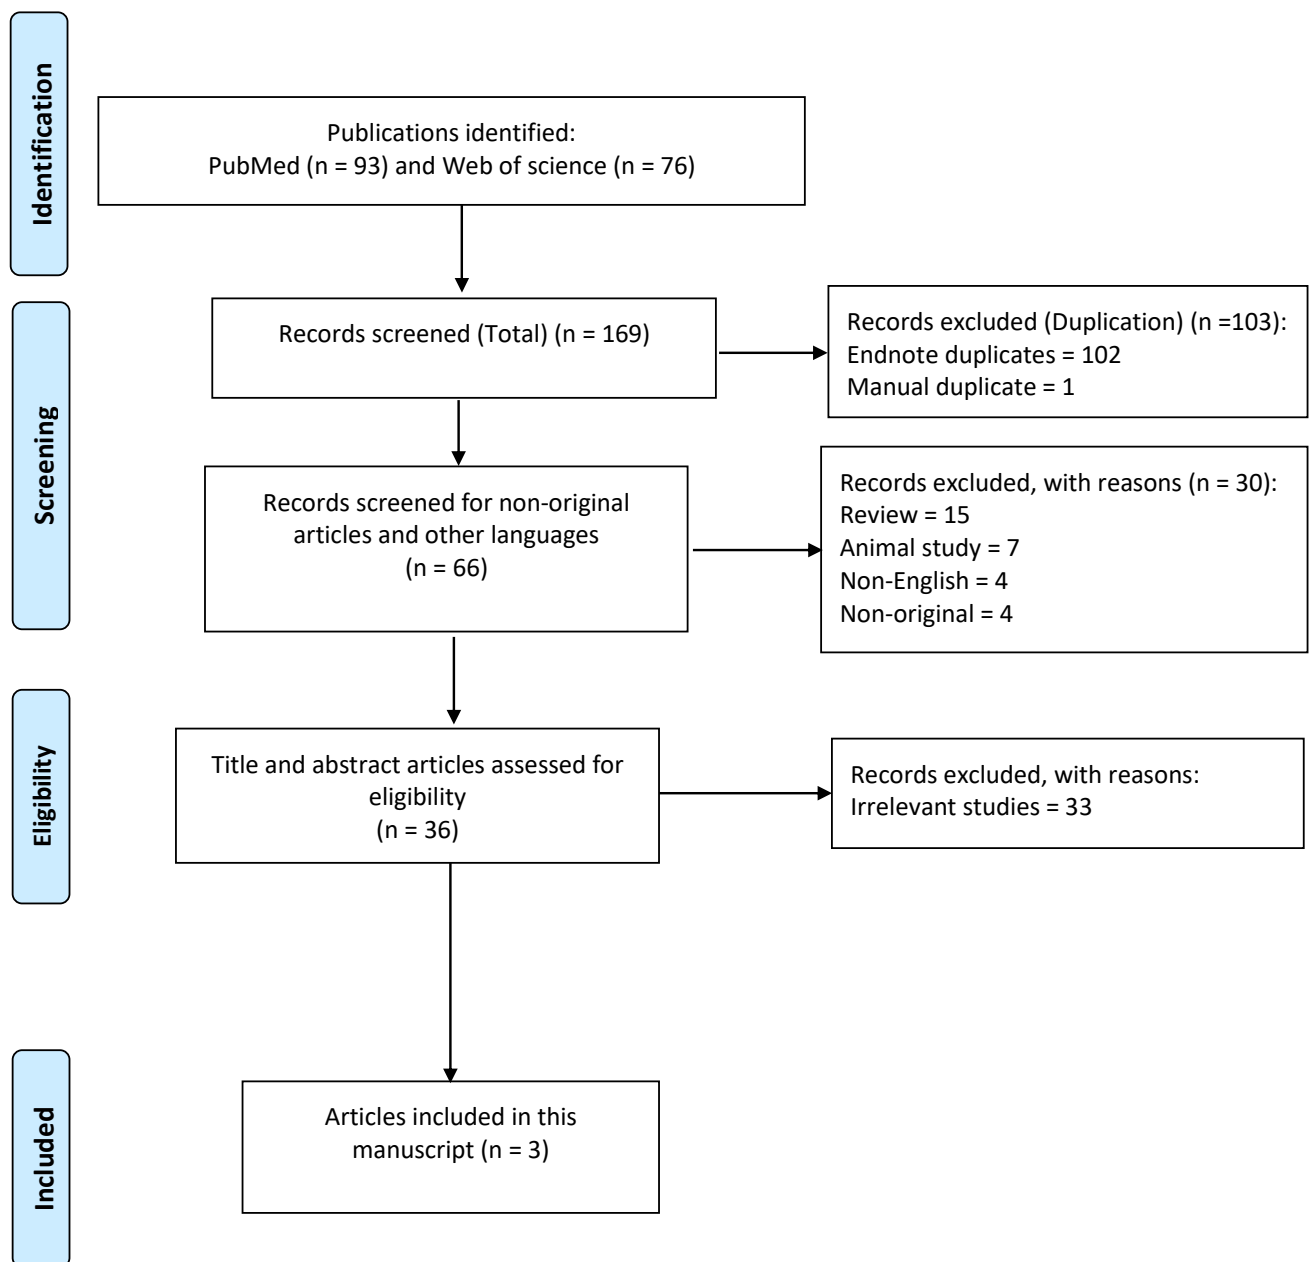 Identification
Publications identified:
PubMed (n = 93) and Web of science (n = 76)
Screening
Records screened (Total) (n = 169)
Records excluded (Duplication) (n =103):
Endnote duplicates = 102
Manual duplicate = 1
Records screened for non-original
articles and other languages
(n = 66)
Records excluded, with reasons (n = 30):
Review = 15
Animal study = 7
Non-English = 4
Non-original = 4
Eligibility
Title and abstract articles assessed for
eligibility
(n = 36)
Records excluded, with reasons:
Irrelevant studies = 33
Included
Articles included in this
manuscript (n = 3)